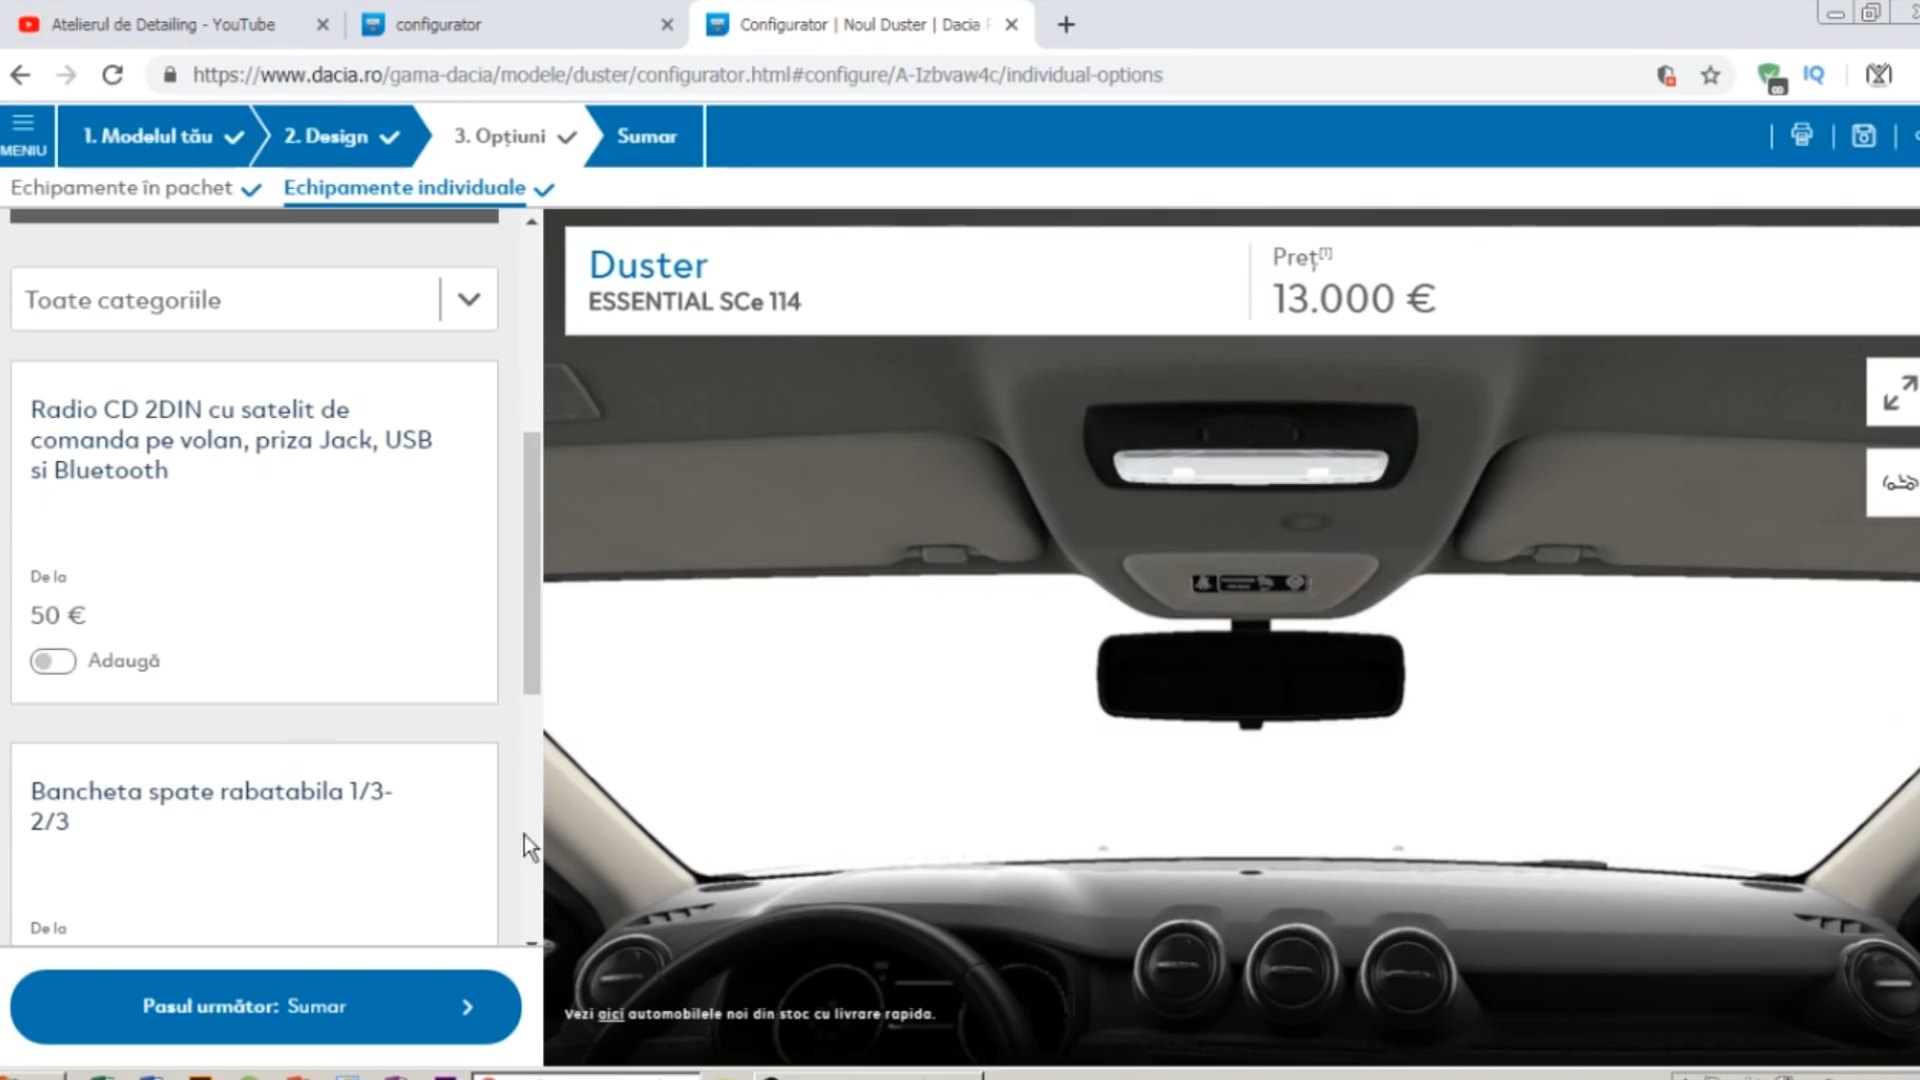 Atelierul de Detailing - YouTube
configurator
Configurator | Noul Duster | Dacia
https://www.dacia.ro/gama-dacia/modele/duster/configurator.html#configure/A-Izbvaw4c/individual-options
IQ
MENIU
1. Modelul tău
2. Design
3. Opțiuni
Sumar
Echipamente în pachet
Echipamente individuale
Toate categoriile
Duster
ESSENTIAL SCe 114
Preț[1]
13.000 €
Radio CD 2DIN cu satelit de
comanda pe volan, priza Jack, USB
si Bluetooth
De la
50 €
Adaugă
Bancheta spate rabatabila 1/3-
2/3
De la
Pasul următor: Sumar
Vezi aici automobilele noi din stoc cu livrare rapida.